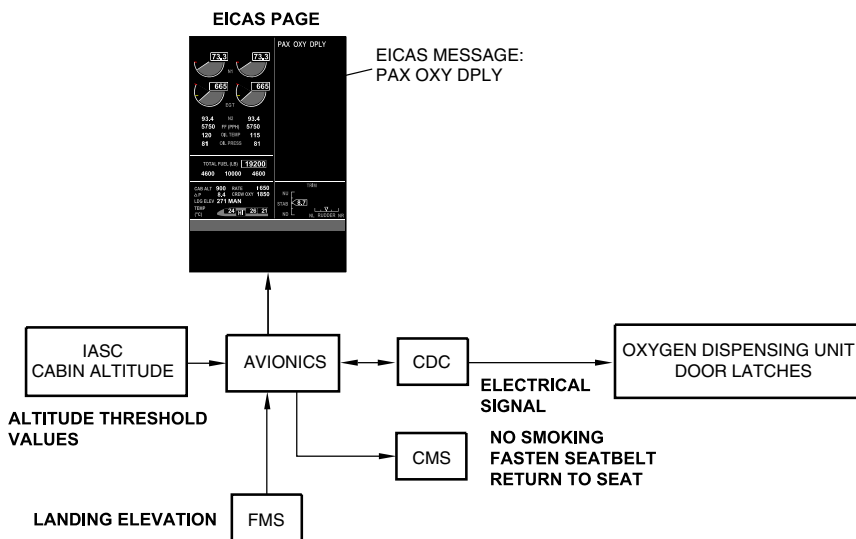 EICAS PAGE
PAX OXY DPLY
73.3 73.3
N1
665 665
EGT
93.4 N2 93.4
5750 FF (PPH) 5750
120 OIL TEMP 115
81 OIL PRESS 81
TOTAL FUEL (LB) 19200
4600 10000 4600
CAB ALT 900 RATE 1650
Δ P 8.4 CREW OXY 1850
LDG ELEV 271 MAN
TEMP
(°C) 24 HI 26 21
TRIM
NU
STAB 8.7
ND
NL RUDDER NR
EICAS MESSAGE:
PAX OXY DPLY
IASC
CABIN ALTITUDE
AVIONICS
CDC
OXYGEN DISPENSING UNIT
DOOR LATCHES
ALTITUDE THRESHOLD
VALUES
ELECTRICAL
SIGNAL
CMS
NO SMOKING
FASTEN SEATBELT
RETURN TO SEAT
LANDING ELEVATION
FMS